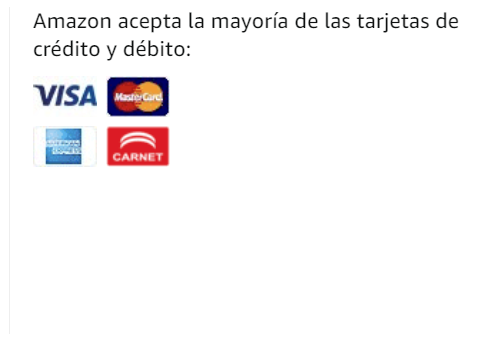 Amazon acepta la mayoría de las tarjetas de
crédito y débito:
VISA MasterCard
AMERICAN
EXPRESS
CARNET